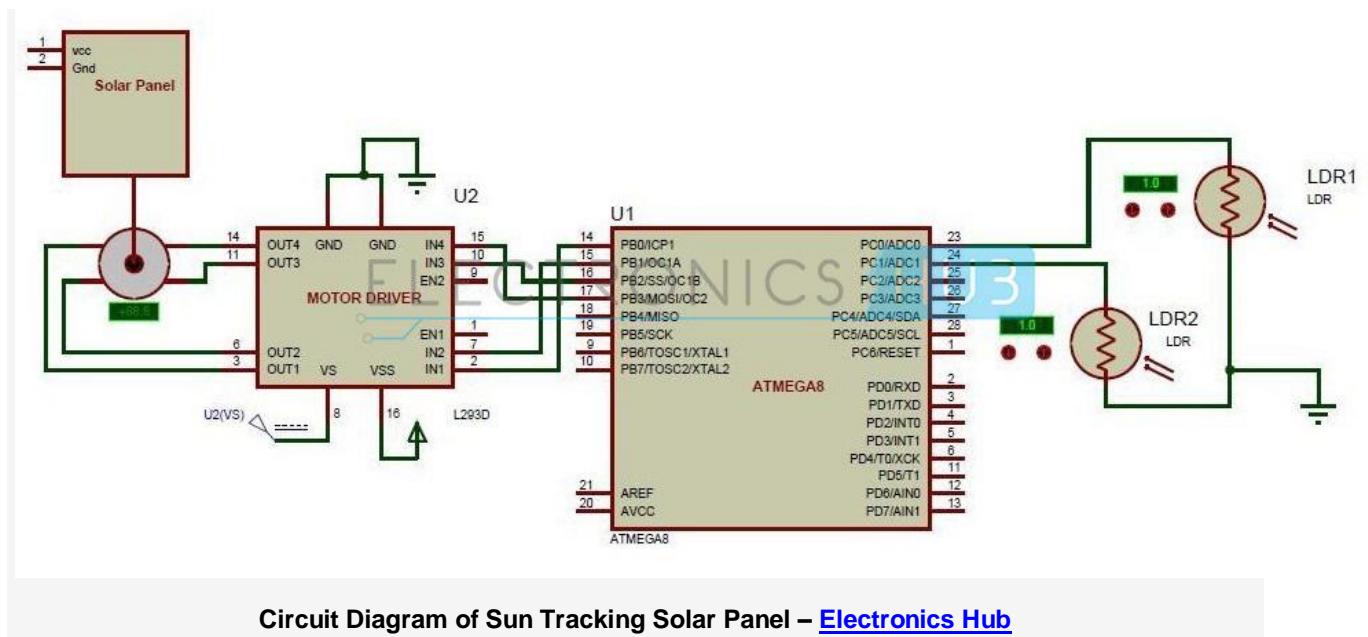 1
2
vcc
Gnd
Solar Panel
+88.8
U2
14
11
6
3
OUT4
OUT3
OUT2
OUT1
GND
GND
MOTOR DRIVER
VS
VSS
IN4
IN3
EN2
EN1
IN2
IN1
15
10
9
1
7
2
8
16
U2(VS)
L293D
U1
14
15
16
17
18
19
9
10
21
20
PB0/ICP1
PB1/OC1A
PB2/SS/OC1B
PB3/MOSI/OC2
PB4/MISO
PB5/SCK
PB6/TOSC1/XTAL1
PB7/TOSC2/XTAL2
AREF
AVCC
ATMEGA8
PC0/ADC0
PC1/ADC1
PC2/ADC2
PC3/ADC3
PC4/ADC4/SDA
PC5/ADC5/SCL
PC6/RESET
PD0/RXD
PD1/TXD
PD2/INT0
PD3/INT1
PD4/T0/XCK
PD5/T1
PD6/AIN0
PD7/AIN1
23
24
25
26
27
28
1
2
3
4
5
6
11
12
13
ATMEGA8
ELECTRONICS HUB
1.0
LDR1
LDR
1.0
LDR2
LDR
Circuit Diagram of Sun Tracking Solar Panel – Electronics Hub